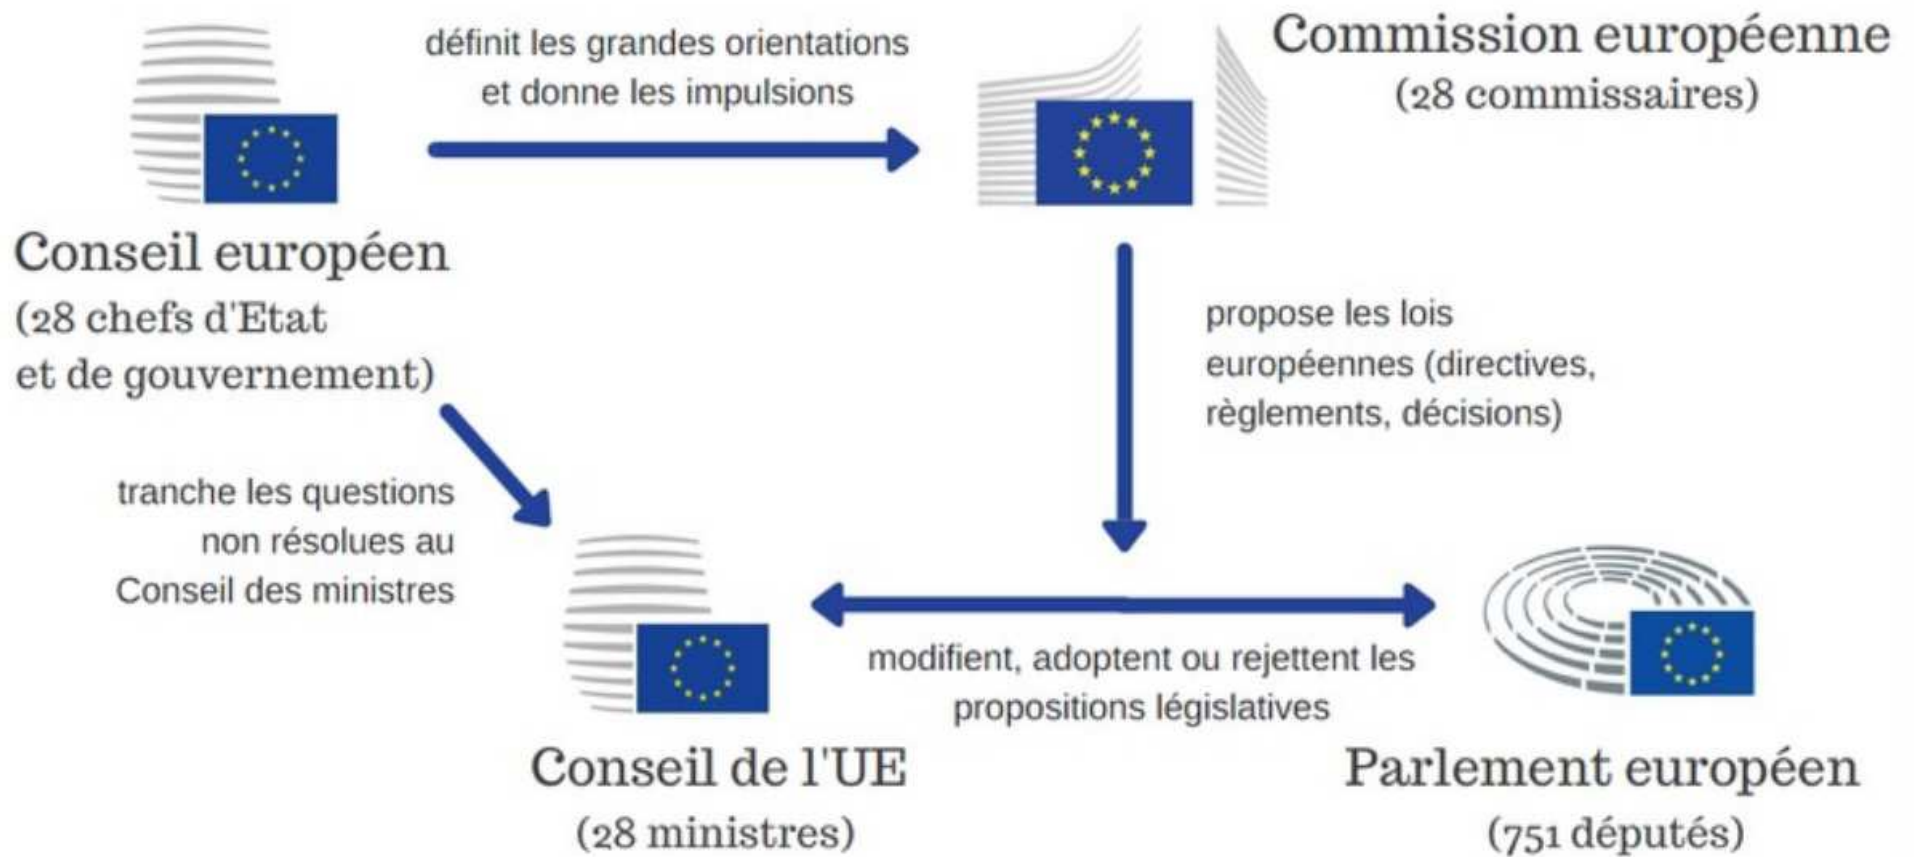 définit les grandes orientations
et donne les impulsions
Commission européenne
(28 commissaires)
Conseil européen
(28 chefs d'Etat
et de gouvernement)
propose les lois
européennes (directives,
règlements, décisions)
tranche les questions
non résolues au
Conseil des ministres
modifient, adoptent ou rejettent les
propositions législatives
Conseil de l'UE
(28 ministres)
Parlement européen
(751 députés)